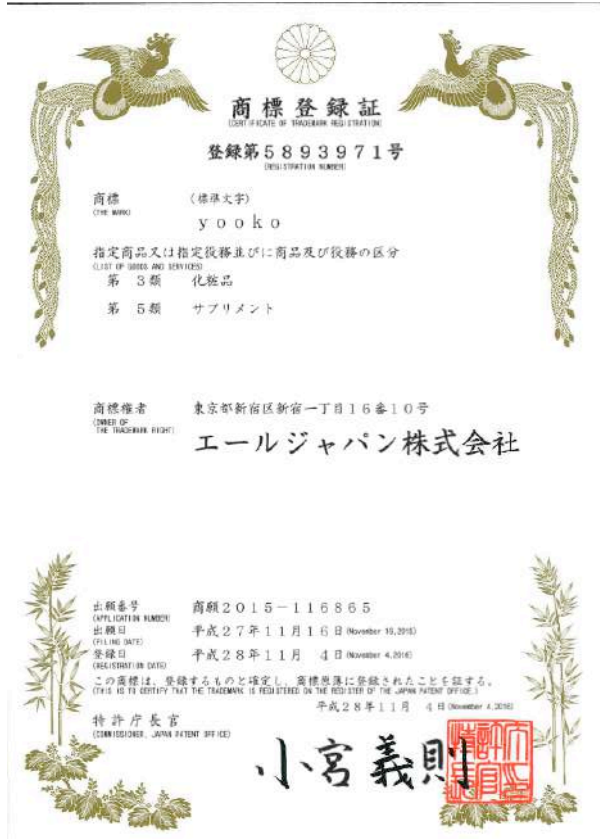 商標登録証
(CERTIFICATE OF TRADEMARK REGISTRATION)
登録第5893971号
(REGISTRATION NUMBER)
商標 (標準文字)
(THE MARK)
yooko
指定商品又は指定役務並びに商品及び役務の区分
(LIST OF GOODS AND SERVICES)
第 3類 化粧品
第 5類 サプリメント
商標権者 東京都新宿区新宿一丁目16番10号
(OWNER OF
THE TRADEMARK RIGHT)
エールジャパン株式会社
出願番号 商願2015-116865
(APPLICATION NUMBER)
出願日 平成27年11月16日(November 16,2015)
(FILING DATE)
登録日 平成28年11月 4日(November 4,2016)
(REGISTRATION DATE)
この商標は、登録するものと確定し、商標原簿に登録されたことを証する。
(THIS IS TO CERTIFY THAT THE TRADEMARK IS REGISTERED ON THE REGISTER OF THE JAPAN PATENT OFFICE.)
平成28年11月 4日(November 4,2016)
特許庁長官
(COMMISSIONER, JAPAN PATENT OFFICE)
小宮義則